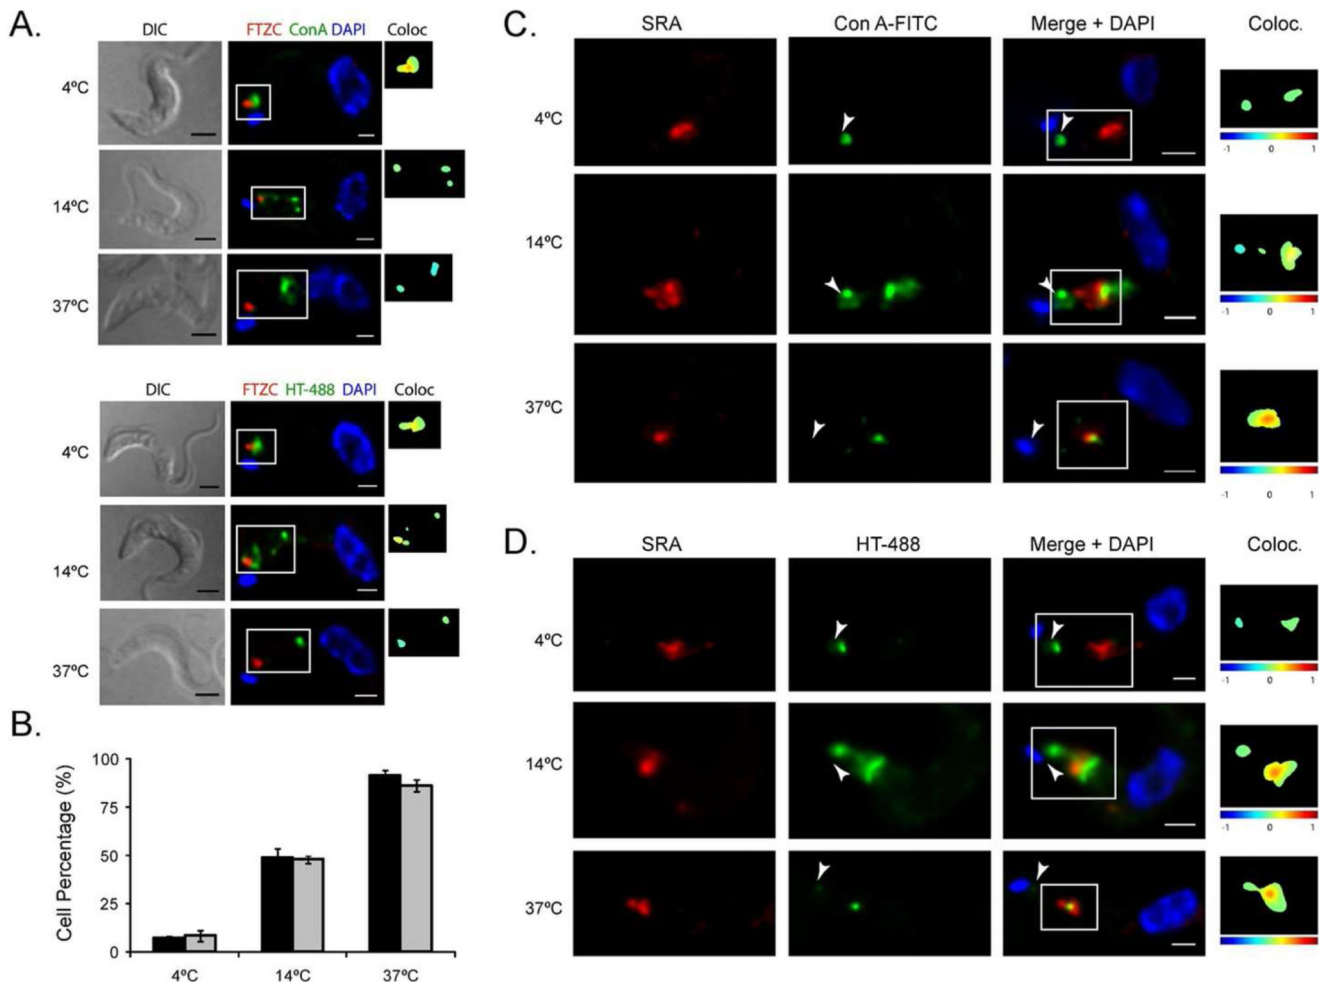 A.
DIC FTZC ConA DAPI Coloc
4ºC
14ºC
37ºC
DIC FTZC HT-488 DAPI Coloc
4ºC
14ºC
37ºC
B.
Cell Percentage (%)
100
75
50
25
0
4ºC 14ºC 37ºC
C.
SRA Con A-FITC Merge + DAPI Coloc.
4ºC
-1 0 1
14ºC
-1 0 1
37ºC
-1 0 1
D.
SRA HT-488 Merge + DAPI Coloc.
4ºC
-1 0 1
14ºC
-1 0 1
37ºC